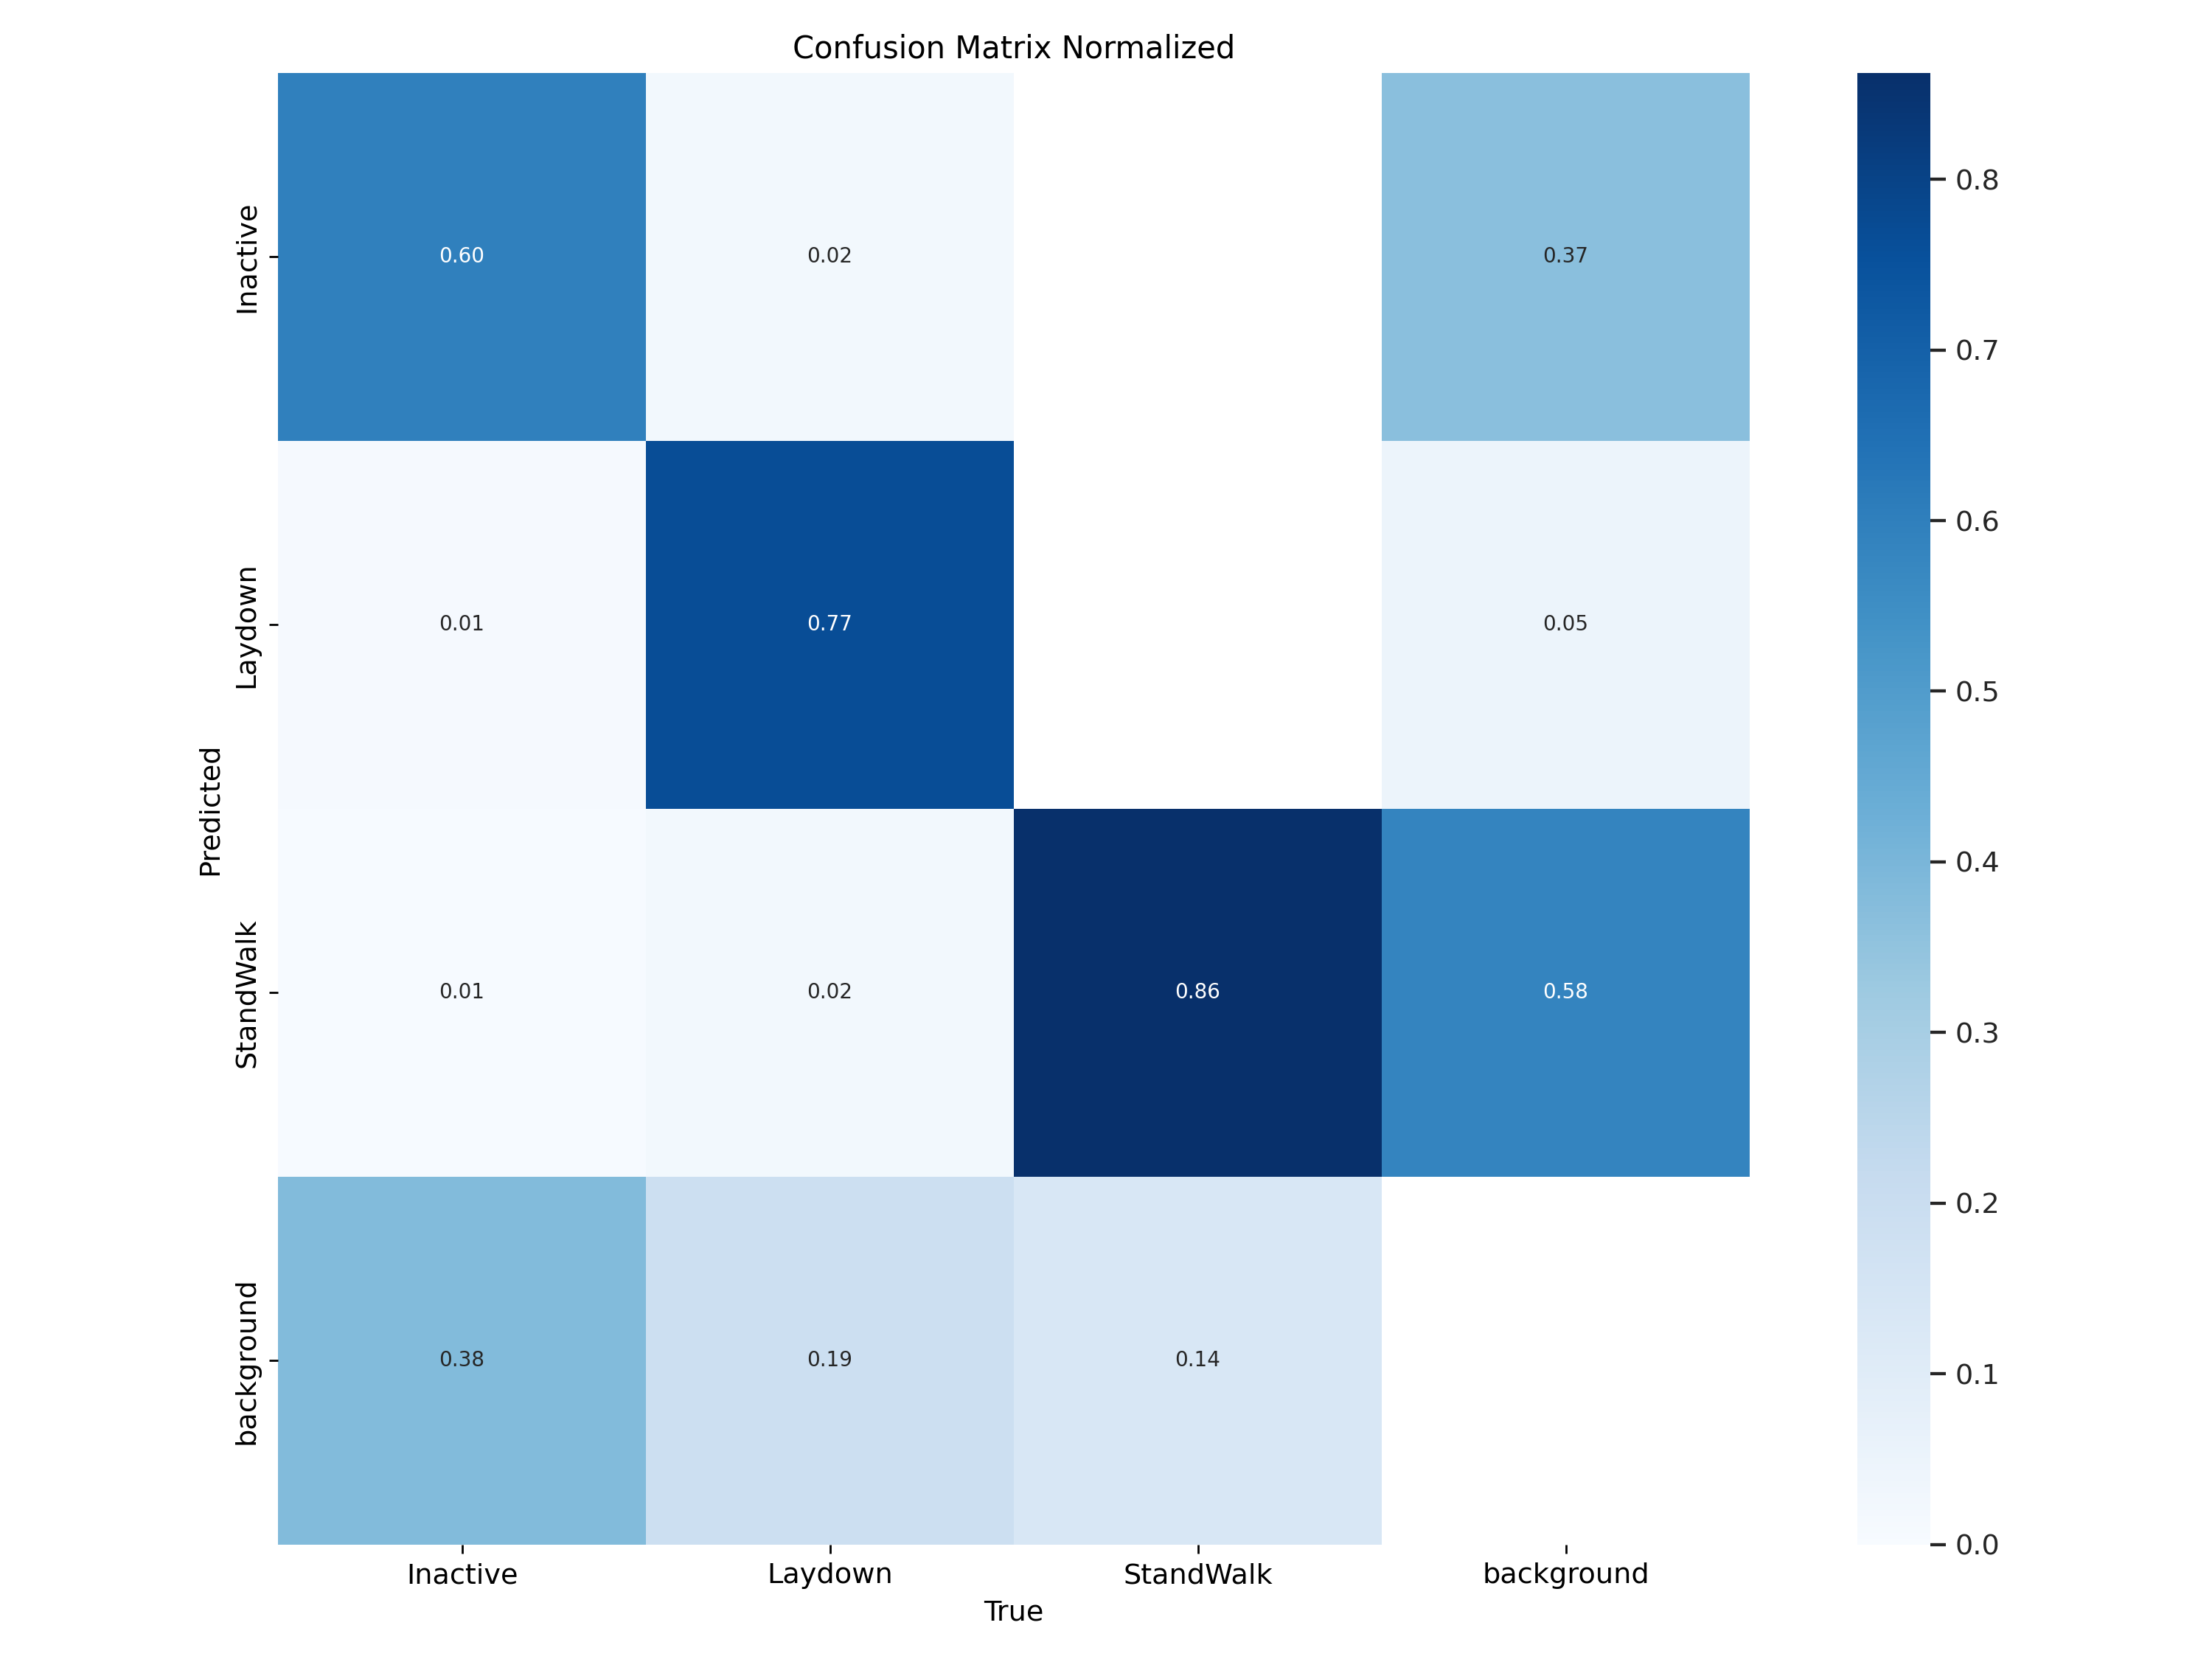 Confusion Matrix Normalized
Predicted
Inactive
0.60
0.02
0.37
Laydown
0.01
0.77
0.05
StandWalk
0.01
0.02
0.86
0.58
background
0.38
0.19
0.14
Inactive
Laydown
StandWalk
background
True
0.8
0.7
0.6
0.5
0.4
0.3
0.2
0.1
0.0